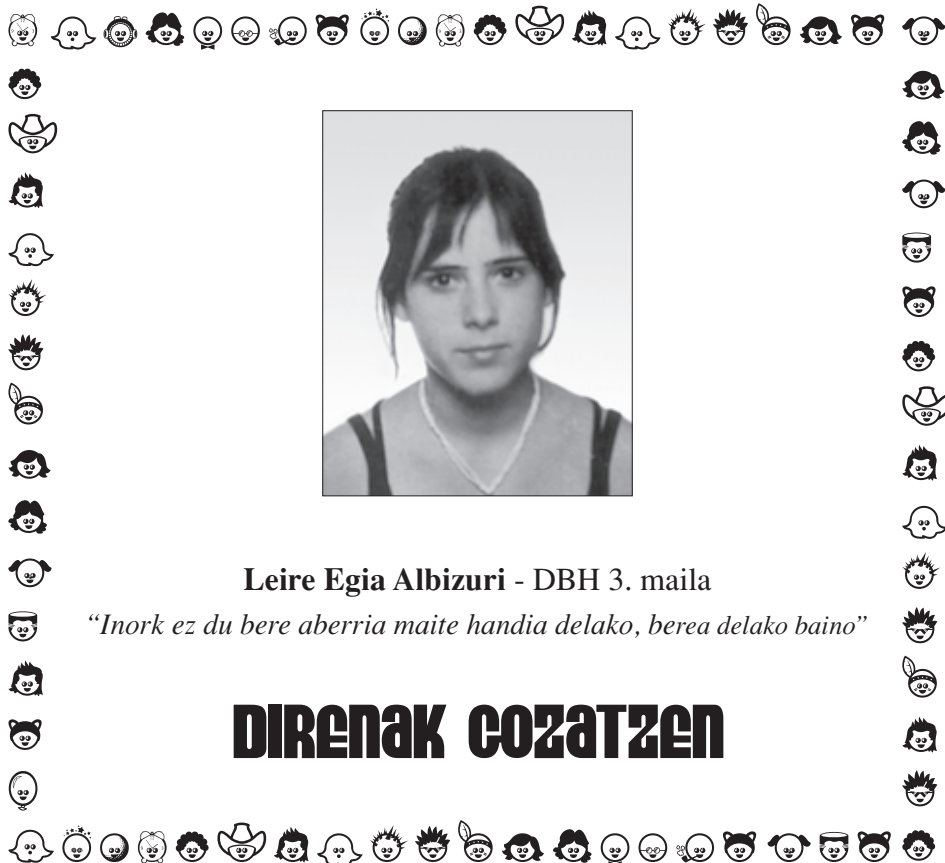 Leire Egia Albizuri - DBH 3. maila
“Inork ez du bere aberria maite handia delako, berea delako baino”
DIRENAK GOZATZEN